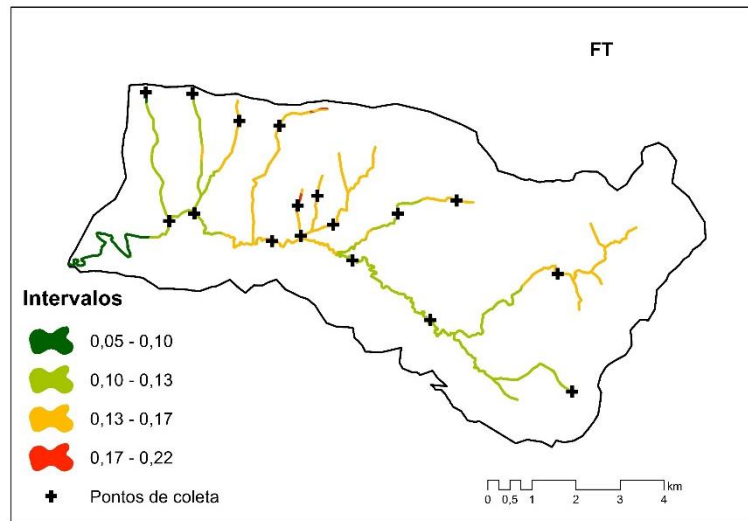 FT
Intervalos
0,05 - 0,10
0,10 - 0,13
0,13 - 0,17
0,17 - 0,22
Pontos de coleta
km
0 0,5 1 2 3 4